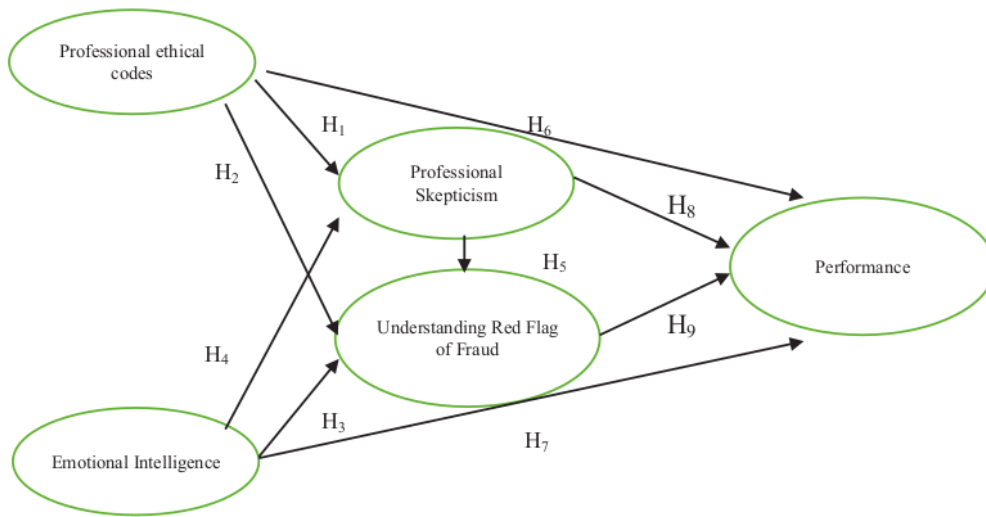 Professional ethical
codes
H₁
H₆
H₂
Professional
Skepticism
H₈
H₅
Performance
Understanding Red Flag
of Fraud
H₉
H₄
H₃
H₇
Emotional Intelligence